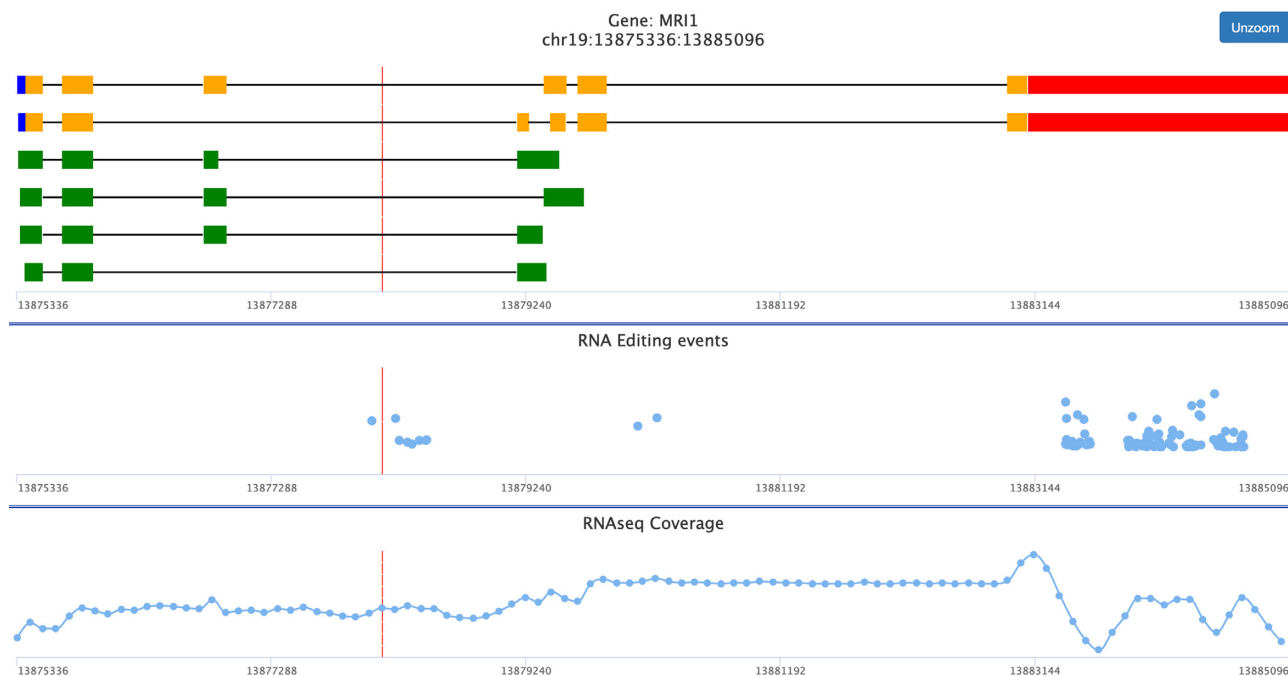 Gene: MRI1
chr19:13875336:13885096
Unzoom
13875336 13877288 13879240 13881192 13883144 13885096
RNA Editing events
13875336 13877288 13879240 13881192 13883144 13885096
RNAseq Coverage
13875336 13877288 13879240 13881192 13883144 13885096